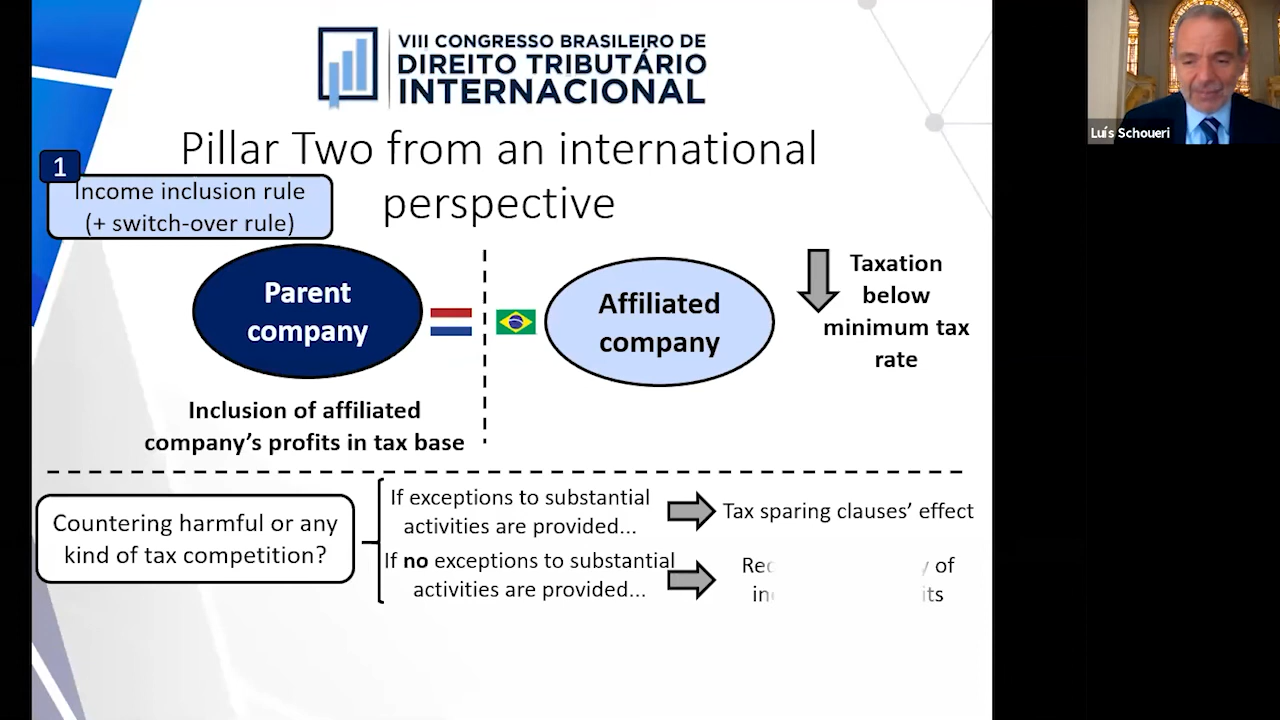 VIII CONGRESSO BRASILEIRO DE
DIREITO TRIBUTÁRIO
INTERNACIONAL
Luís Schoueri
Pillar Two from an international
perspective
1
Income inclusion rule
(+ switch-over rule)
Parent
company
Affiliated
company
Taxation
below
minimum tax
rate
Inclusion of affiliated
company's profits in tax base
Countering harmful or any
kind of tax competition?
If exceptions to substantial
activities are provided...
Tax sparing clauses' effect
If no exceptions to substantial
activities are provided...
of